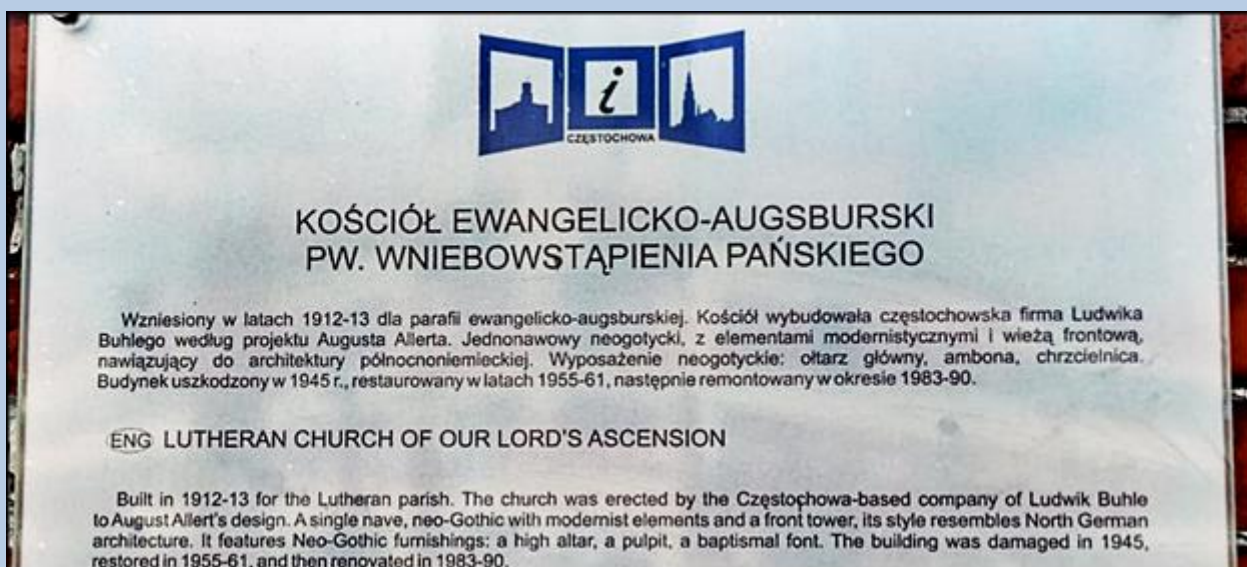 i
CZĘSTOCHOWA
KOŚCIÓŁ EWANGELICKO-AUGSBURSKI
PW. WNIEBOWSTĄPIENIA PAŃSKIEGO
Wzniesiony w latach 1912-13 dla parafii ewangelicko-augsburskiej. Kościół wybudowała częstochowska firma Ludwika
Buhlego według projektu Augusta Allerta. Jednonawowy neogotycki, z elementami modernistycznymi i wieżą frontową,
nawiązujący do architektury północnoniemieckiej. Wyposażenie neogotyckie: ołtarz główny, ambona, chrzcielnica.
Budynek uszkodzony w 1945 r., restaurowany w latach 1955-61, następnie remontowany w okresie 1983-90.
ENG LUTHERAN CHURCH OF OUR LORD'S ASCENSION
Built in 1912-13 for the Lutheran parish. The church was erected by the Częstochowa-based company of Ludwik Buhle
to August Allert's design. A single nave, neo-Gothic with modernist elements and a front tower, its style resembles North German
architecture. It features Neo-Gothic furnishings: a high altar, a pulpit, a baptismal font. The building was damaged in 1945,
restored in 1955-61, and then renovated in 1983-90.